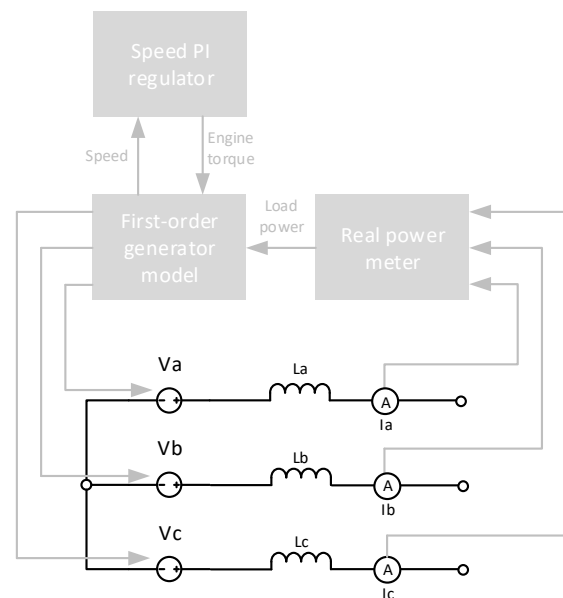 Speed PI
regulator
Speed
Engine
torque
First-order
generator
model
Load
power
Real power
meter
Va
La
- +
A
Ia
Vb
Lb
- +
A
Ib
Vc
Lc
- +
A
Ic